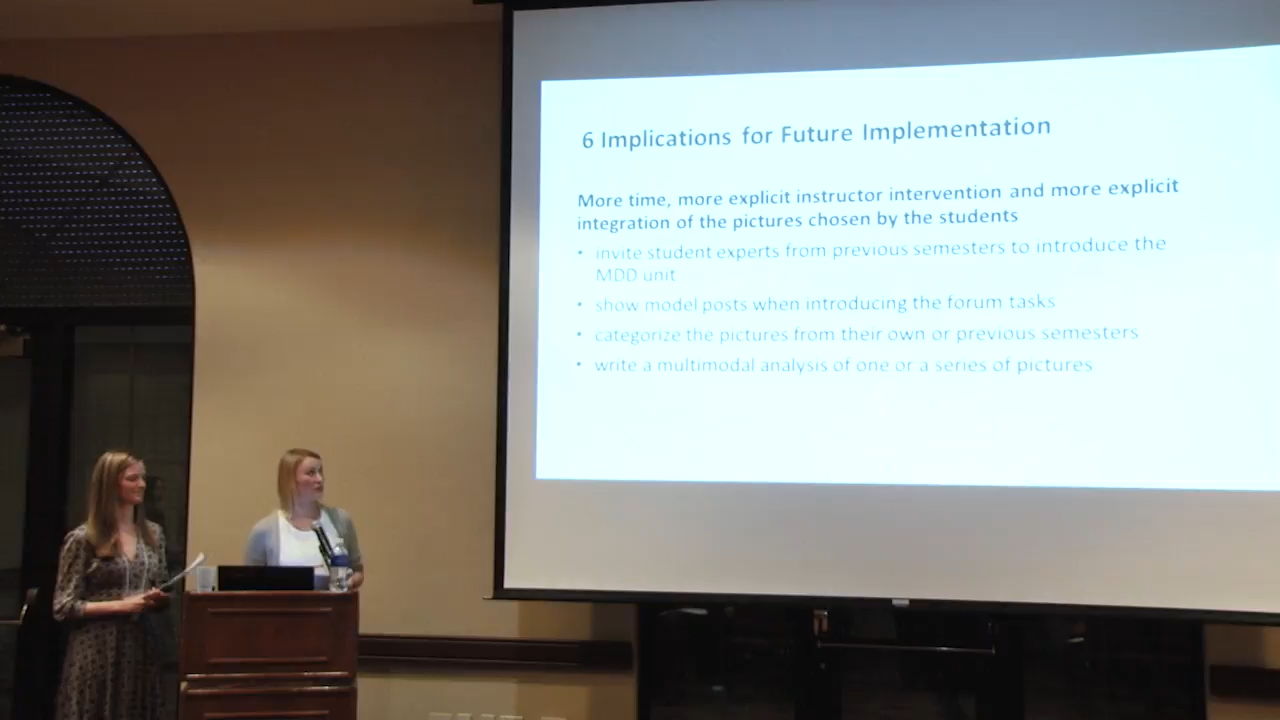 6 Implications for Future Implementation
More time, more explicit instructor intervention and more explicit
integration of the pictures chosen by the students
• invite student experts from previous semesters to introduce the
MDD unit
• show model posts when introducing the forum tasks
• categorize the pictures from their own or previous semesters
• write a multimodal analysis of one or a series of pictures